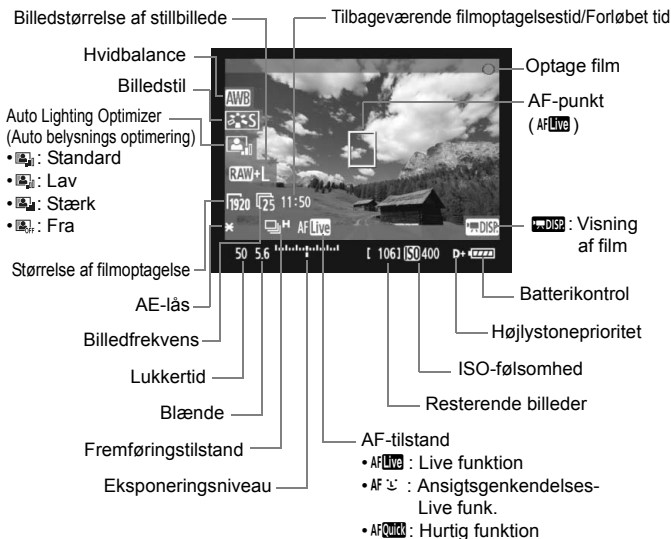 Billedstørrelse af stillbillede
Tilbageværende filmoptagelsestid/Forløbet tid
Hvidbalance
Billedstil
Auto Lighting Optimizer
(Auto belysnings optimering)
• : Standard
• : Lav
• : Stærk
• OFF : Fra
Størrelse af filmoptagelse
AE-lås
Billedfrekvens
Lukkertid
Blænde
Fremføringstilstand
Eksponeringsniveau
AWB
S
RAW+L
1920 25 11:50
H AF Live
DISP.
50 5.6 [ 106] ISO 400 D+
Optage film
AF-punkt
( AF Live )
DISP. : Visning
af film
Batterikontrol
Højlystoneprioritet
ISO-følsomhed
Resterende billeder
AF-tilstand
• AF Live : Live funktion
• AF : Ansigtsgenkendelses-
Live funk.
• AF Quick : Hurtig funktion